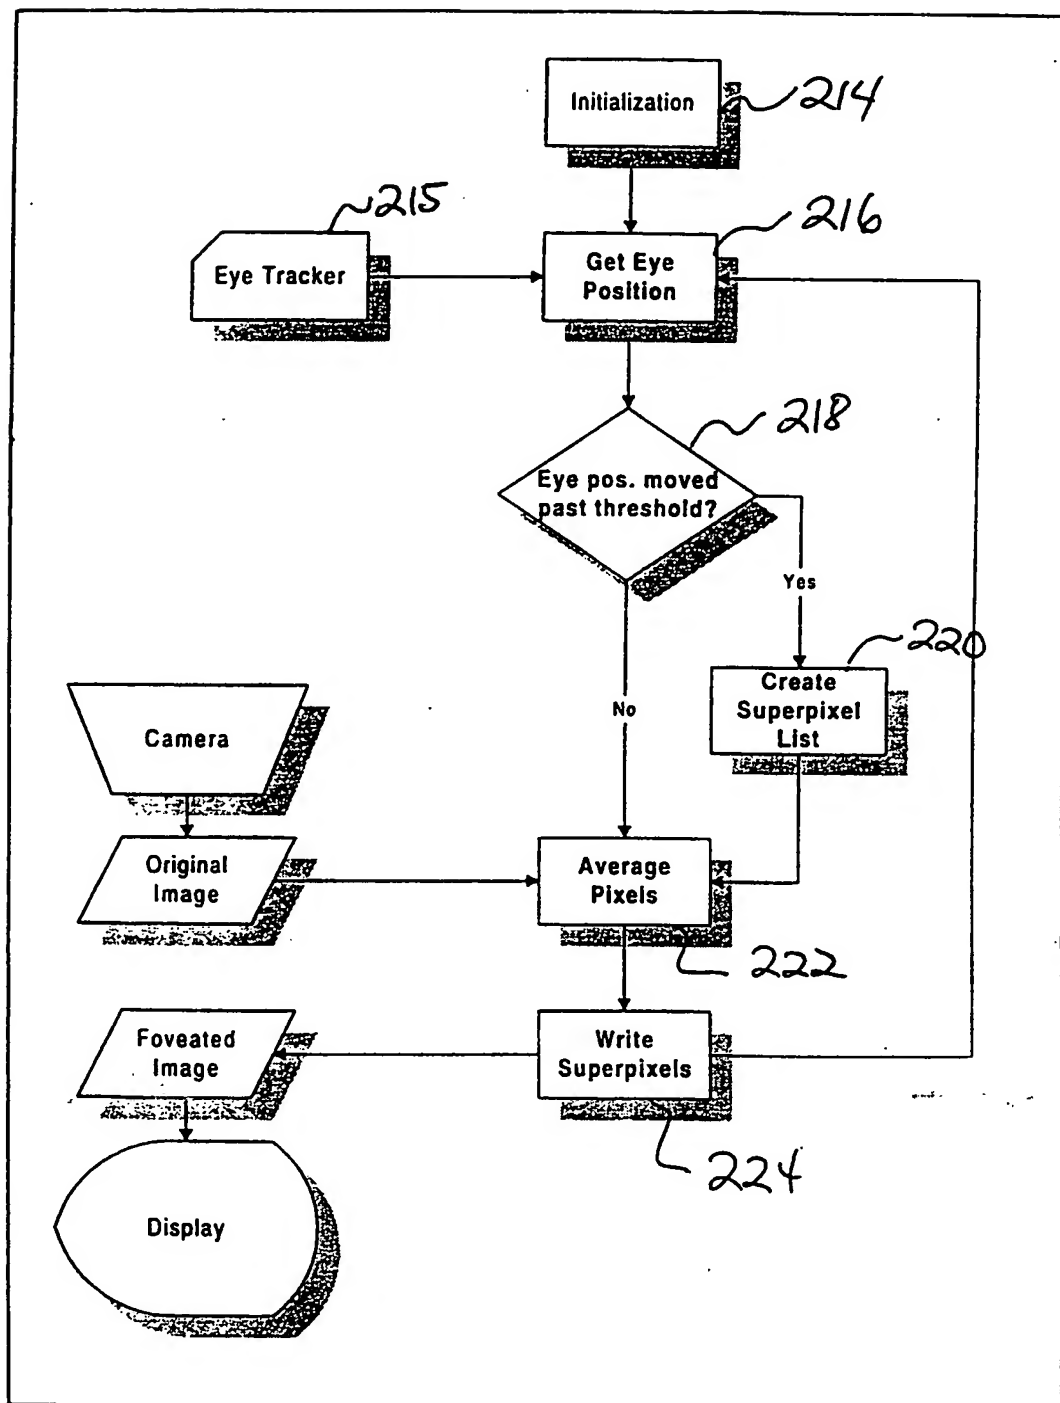 Initialization
214
215
216
Eye Tracker
Get Eye
Position
218
Eye pos. moved
past threshold?
Yes
220
Create
Superpixel
List
No
Camera
Original
Image
Average
Pixels
222
Foveated
Image
Write
Superpixels
224
Display